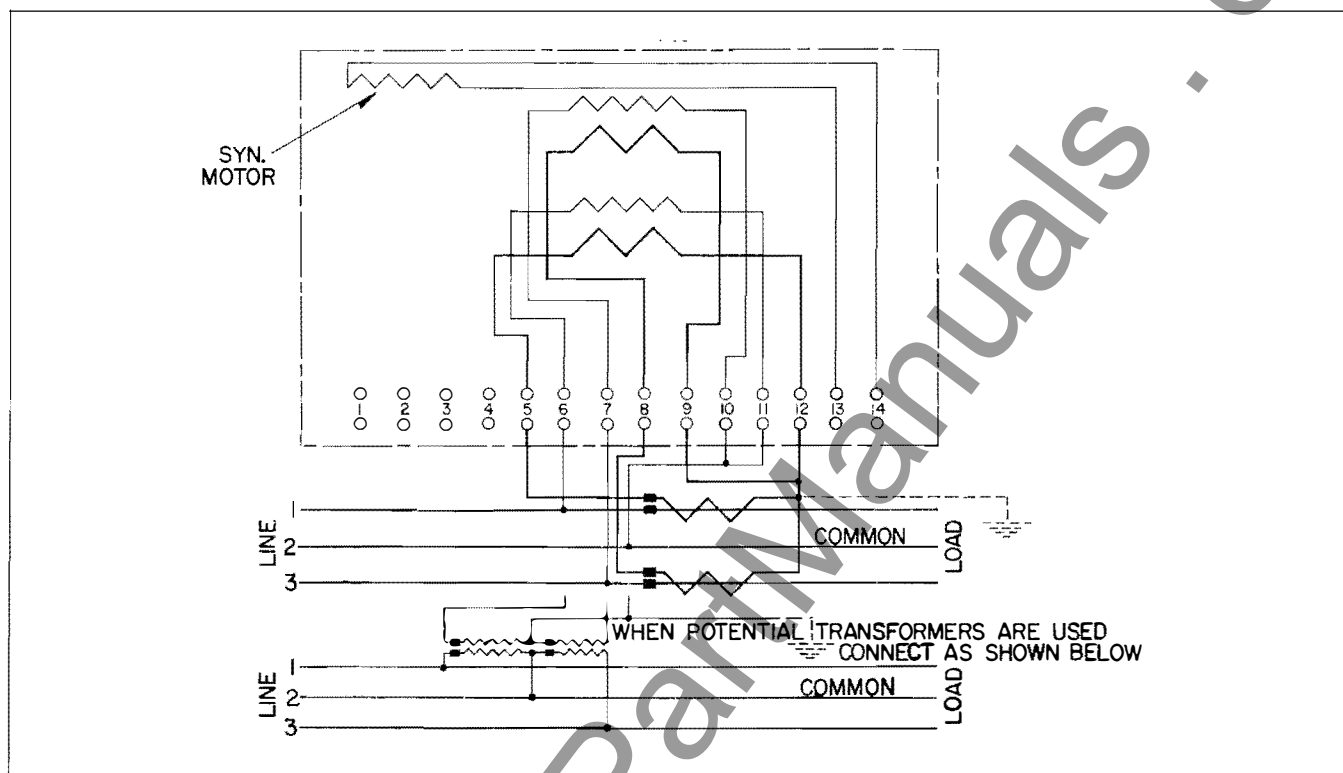 SYN.
MOTOR
1 2 3 4 5 6 7 8 9 10 11 12 13 14
LINE
1
2
3
COMMON
LOAD
WHEN POTENTIAL TRANSFORMERS ARE USED
CONNECT AS SHOWN BELOW
LINE
1
2
3
COMMON
LOAD
PartManuals .